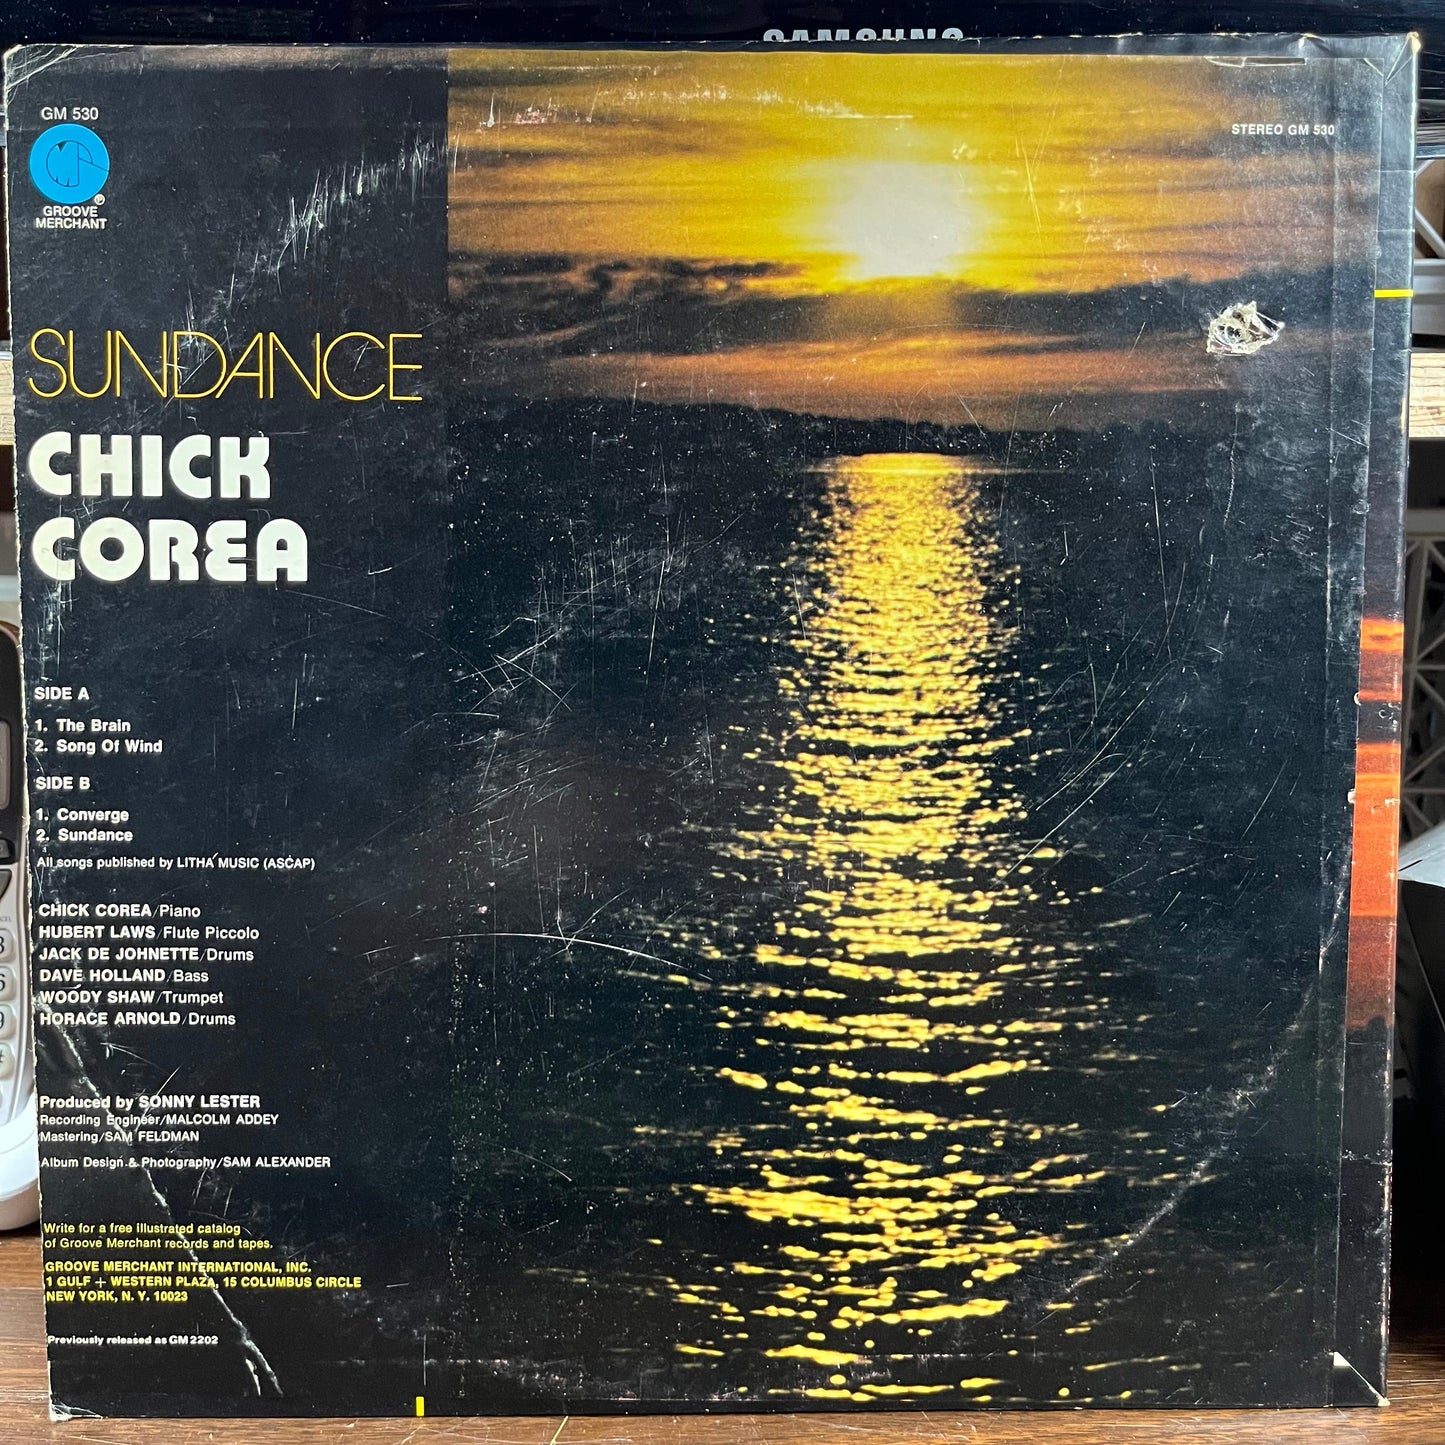 SAMSUNG
GM 530
GROOVE
MERCHANT
STEREO GM 530
SUNDANCE
CHICK
COREA
SIDE A
1. The Brain
2. Song Of Wind
SIDE B
1. Converge
2. Sundance
All songs published by LITHA MUSIC (ASCAP)
CHICK COREA/Piano
HUBERT LAWS/Flute Piccolo
JACK DE JOHNETTE/Drums
DAVE HOLLAND/Bass
WOODY SHAW/Trumpet
HORACE ARNOLD/Drums
Produced by SONNY LESTER
Recording Engineer/MALCOLM ADDEY
Mastering/SAM FELDMAN
Album Design & Photography/SAM ALEXANDER
Write for a free illustrated catalog
of Groove Merchant records and tapes.
GROOVE MERCHANT INTERNATIONAL, INC.
1 GULF + WESTERN PLAZA, 15 COLUMBUS CIRCLE
NEW YORK, N. Y. 10023
Previously released as GM 2202